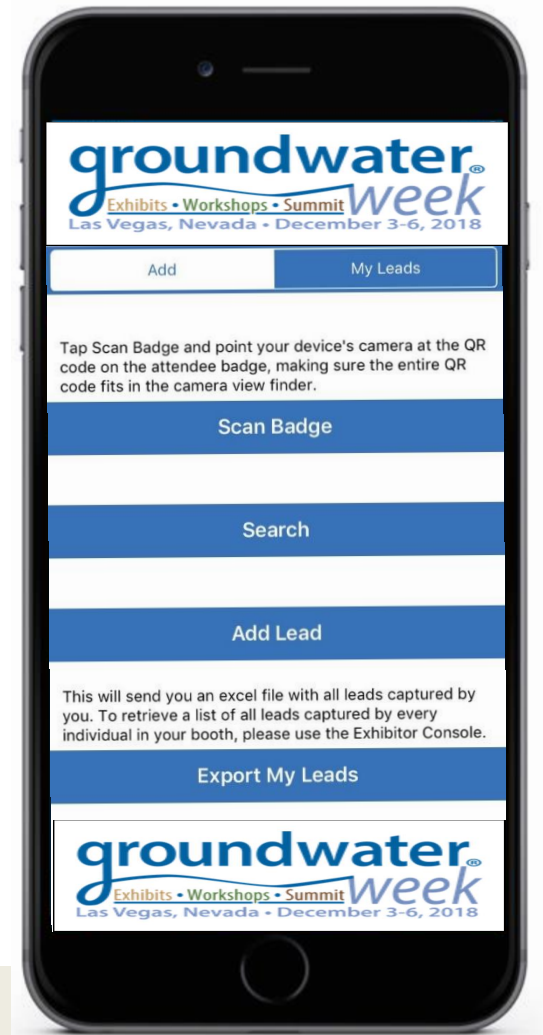 groundwater®
week
Exhibits • Workshops • Summit
Las Vegas, Nevada • December 3-6, 2018
Add
My Leads
Tap Scan Badge and point your device's camera at the QR
code on the attendee badge, making sure the entire QR
code fits in the camera view finder.
Scan Badge
Search
Add Lead
This will send you an excel file with all leads captured by
you. To retrieve a list of all leads captured by every
individual in your booth, please use the Exhibitor Console.
Export My Leads
groundwater®
week
Exhibits • Workshops • Summit
Las Vegas, Nevada • December 3-6, 2018